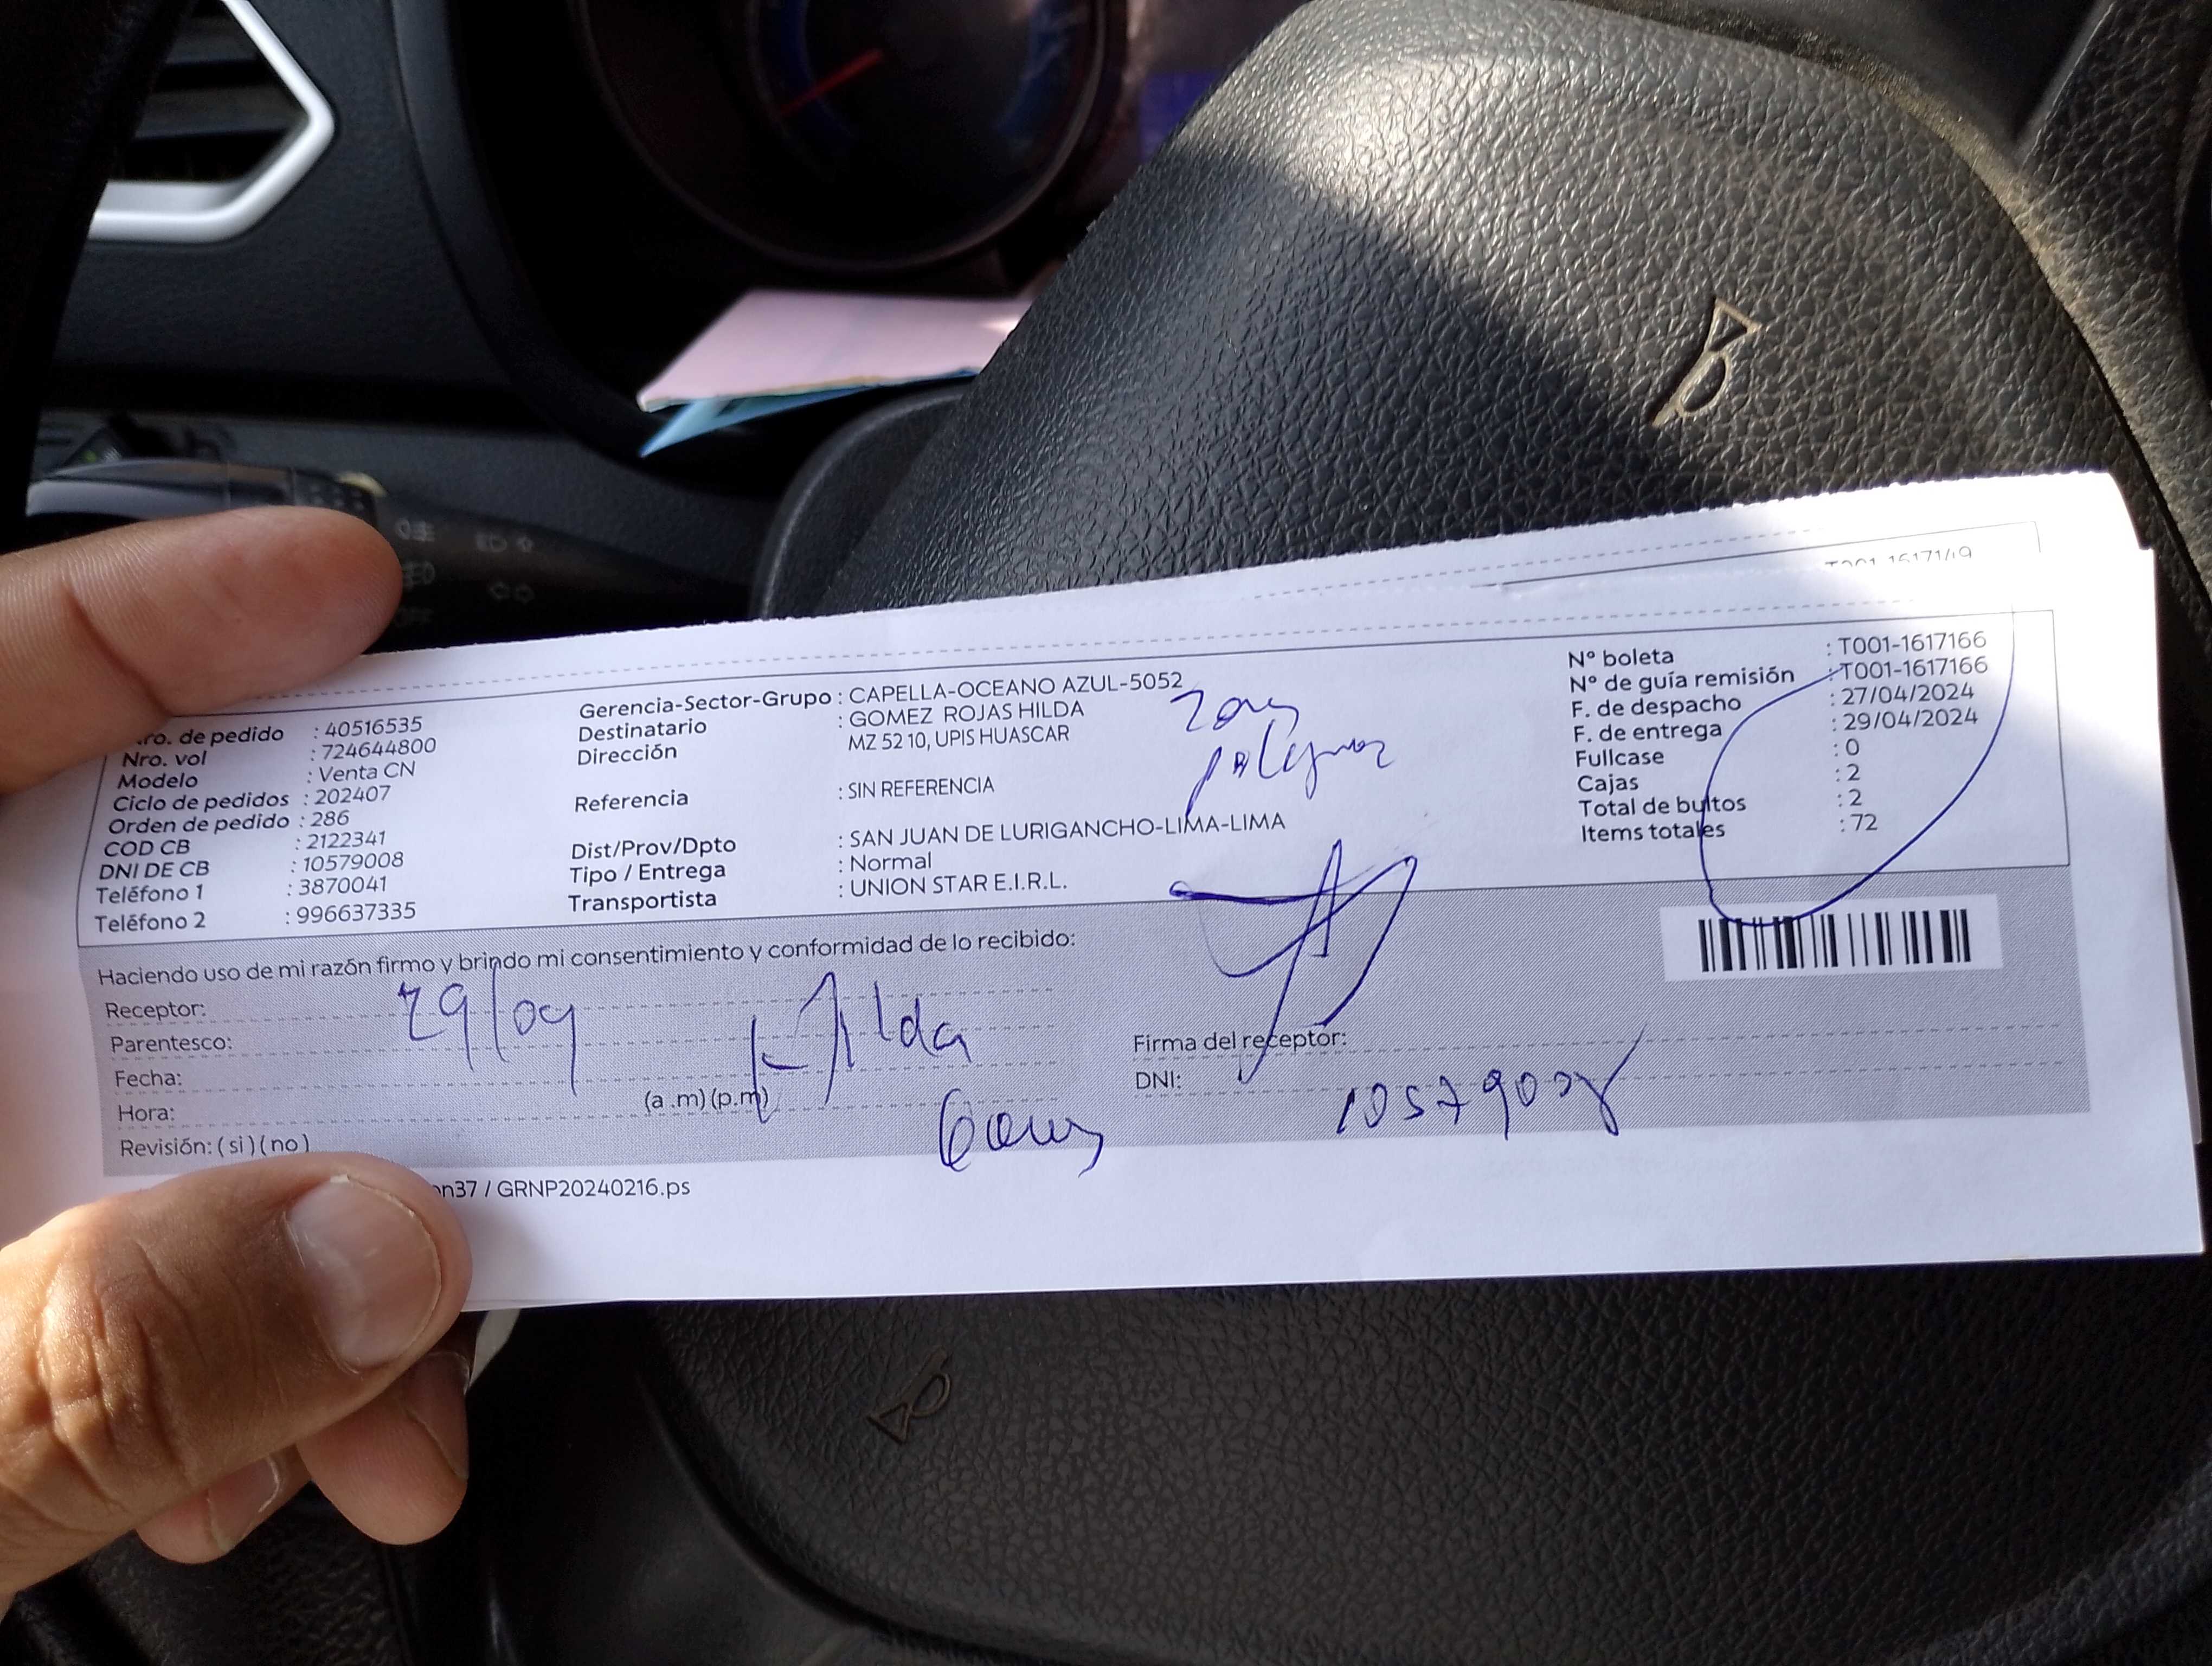 T001-1617149
Nro. de pedido : 40516535
Nro. vol : 724644800
Modelo : Venta CN
Ciclo de pedidos : 202407
Orden de pedido : 286
COD CB : 2122341
DNI DE CB : 10579008
Teléfono 1 : 3870041
Teléfono 2 : 996637335
Gerencia-Sector-Grupo : CAPELLA-OCEANO AZUL-5052
Destinatario : GOMEZ ROJAS HILDA
Dirección MZ 52 10, UPIS HUASCAR
Referencia : SIN REFERENCIA
Dist/Prov/Dpto : SAN JUAN DE LURIGANCHO-LIMA-LIMA
Tipo / Entrega : Normal
Transportista : UNION STAR E.I.R.L.
Zona
peligrosa
N° boleta : T001-1617166
N° de guía remisión : T001-1617166
F. de despacho : 27/04/2024
F. de entrega : 29/04/2024
Fullcase : 0
Cajas : 2
Total de bultos : 2
Items totales : 72
Haciendo uso de mi razón firmo y brindo mi consentimiento y conformidad de lo recibido:
Receptor:
Parentesco:
Fecha:
Hora: (a .m) (p.m)
Revisión: ( si ) ( no )
29/04
Hilda
Firma del receptor:
DNI: 10579008
nn37 / GRNP20240216.ps